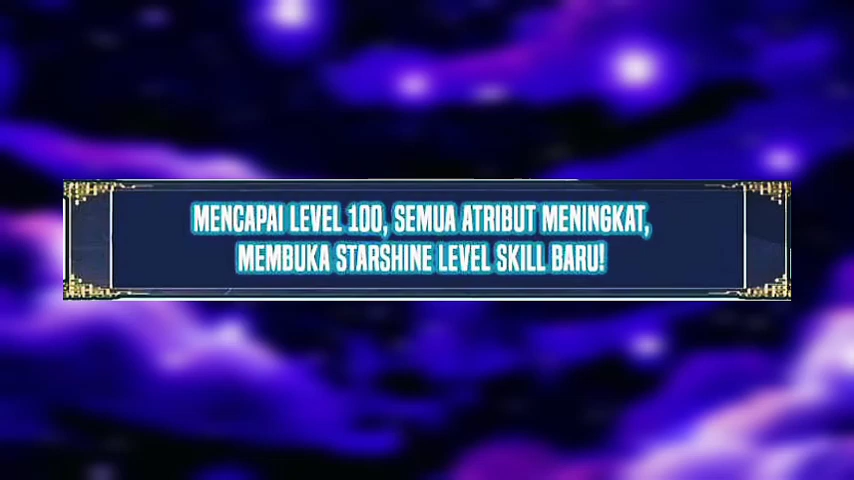 MENCAPAI LEVEL 100, SEMUA ATRIBUT MENINGKAT,
MEMBUKA STARSHINE LEVEL SKILL BARU!